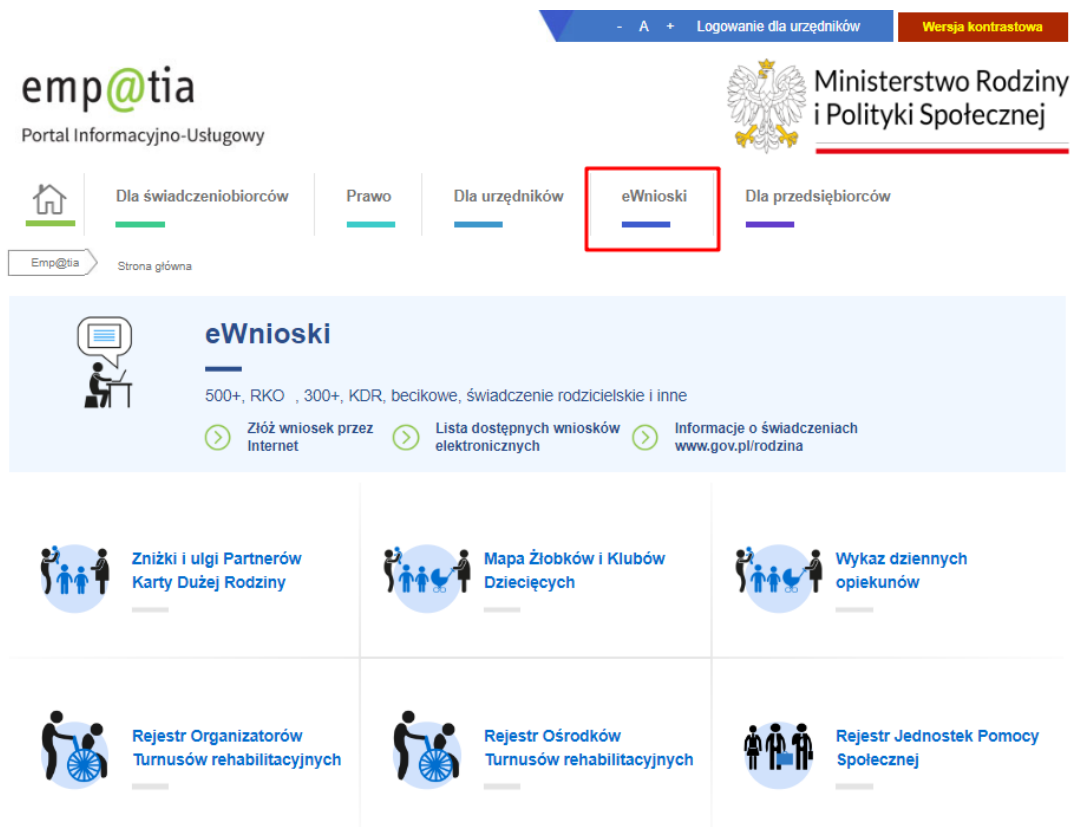 - A + Logowanie dla urzędników Wersja kontrastowa
emp@tia
Portal Informacyjno-Usługowy
Ministerstwo Rodziny
i Polityki Społecznej
Dla świadczeniobiorców Prawo Dla urzędników eWnioski Dla przedsiębiorców
Emp@tia Strona główna
eWnioski
500+, RKO , 300+, KDR, becikowe, świadczenie rodzicielskie i inne
Złóż wniosek przez
Internet
Lista dostępnych wniosków
elektronicznych
Informacje o świadczeniach
www.gov.pl/rodzina
Zniżki i ulgi Partnerów
Karty Dużej Rodziny
Mapa Żłobków i Klubów
Dziecięcych
Wykaz dziennych
opiekunów
Rejestr Organizatorów
Turnusów rehabilitacyjnych
Rejestr Ośrodków
Turnusów rehabilitacyjnych
Rejestr Jednostek Pomocy
Społecznej